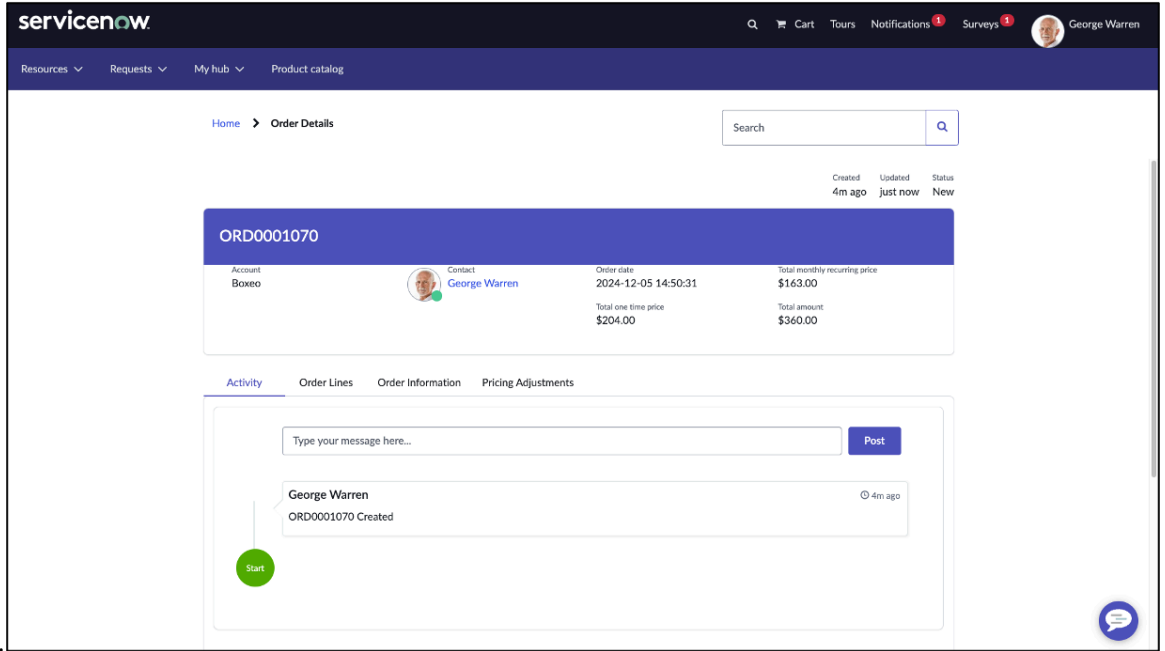 servicenow.
Cart Tours Notifications 1 Surveys 1 George Warren
Resources Requests My hub Product catalog
Home > Order Details
Search
Created Updated Status
4m ago just now New
ORD0001070
Account Contact Order date Total monthly recurring price
Boxeo George Warren 2024-12-05 14:50:31 $163.00
Total one time price Total amount
$204.00 $360.00
Activity Order Lines Order Information Pricing Adjustments
Type your message here... Post
George Warren 4m ago
ORD0001070 Created
Start